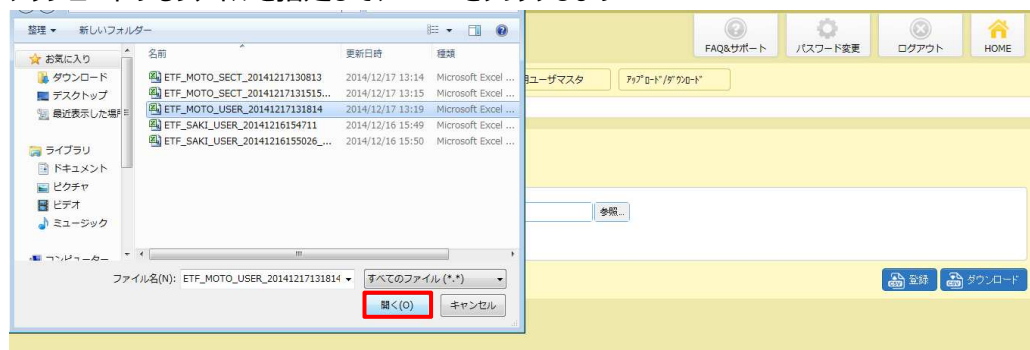 整理 ▼ 新しいフォルダー
お気に入り
ダウンロード
デスクトップ
最近表示した場所
ライブラリ
ドキュメント
ピクチャ
ビデオ
ミュージック
コンピューター
名前 更新日時 種類
ETF_MOTO_SECT_20141217130813 2014/12/17 13:14 Microsoft Excel ...
ETF_MOTO_SECT_20141217131515... 2014/12/17 13:15 Microsoft Excel ...
ETF_MOTO_USER_20141217131814 2014/12/17 13:19 Microsoft Excel ...
ETF_SAKI_USER_20141216154711 2014/12/16 15:49 Microsoft Excel ...
ETF_SAKI_USER_20141216155026_... 2014/12/16 15:50 Microsoft Excel ...
ファイル名(N): ETF_MOTO_USER_20141217131814 すべてのファイル (*.*)
開く(O) キャンセル
FAQ&サポート パスワード変更 ログアウト HOME
用ユーザマスタ ｱｯﾌﾟﾛｰﾄﾞ/ﾀﾞｳﾝﾛｰﾄﾞ
参照...
CSV 登録 CSV ダウンロード